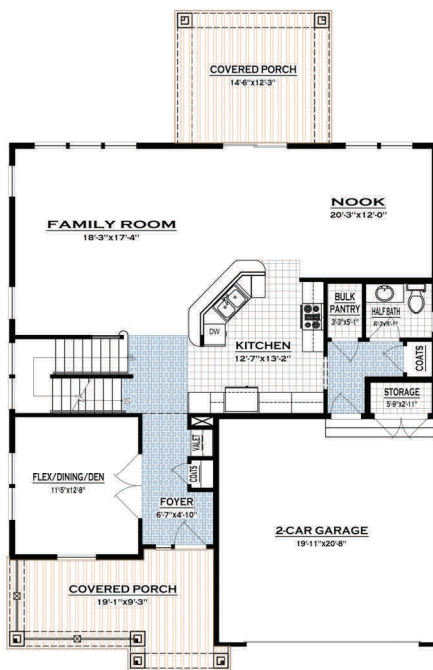 COVERED PORCH
14'-6"x12'-3"
NOOK
20'-3"x12'-0"
FAMILY ROOM
18'-3"x17'-4"
BULK
PANTRY
3'-3"x5'-1"
HALF BATH
DW
KITCHEN
12'-7"x13'-2"
COATS
STORAGE
5'-9"x2'-11"
VALET
COATS
FLEX/DINING/DEN
11'-5"x12'-8"
FOYER
6'-7"x4'-10"
2-CAR GARAGE
19'-11"x20'-8"
COVERED PORCH
19'-1"x9'-3"